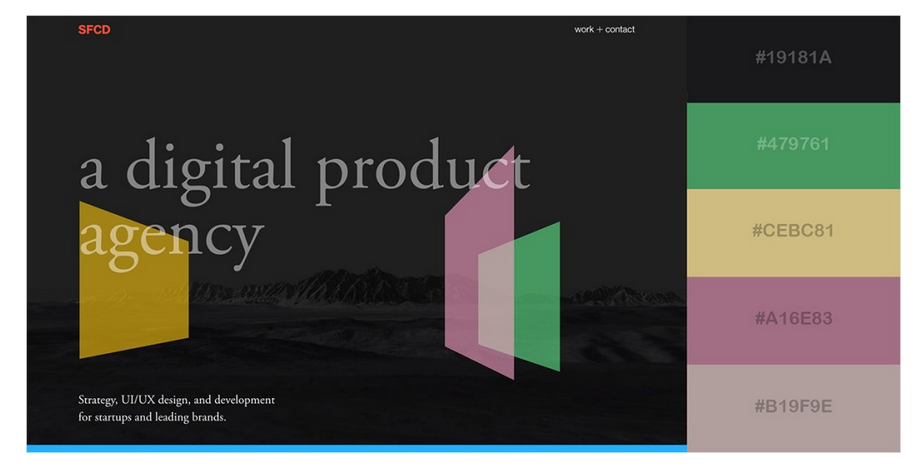 SFCD
work + contact
a digital product
agency
Strategy, UI/UX design, and development
for startups and leading brands.
#19181A
#479761
#CEBC81
#A16E83
#B19F9E